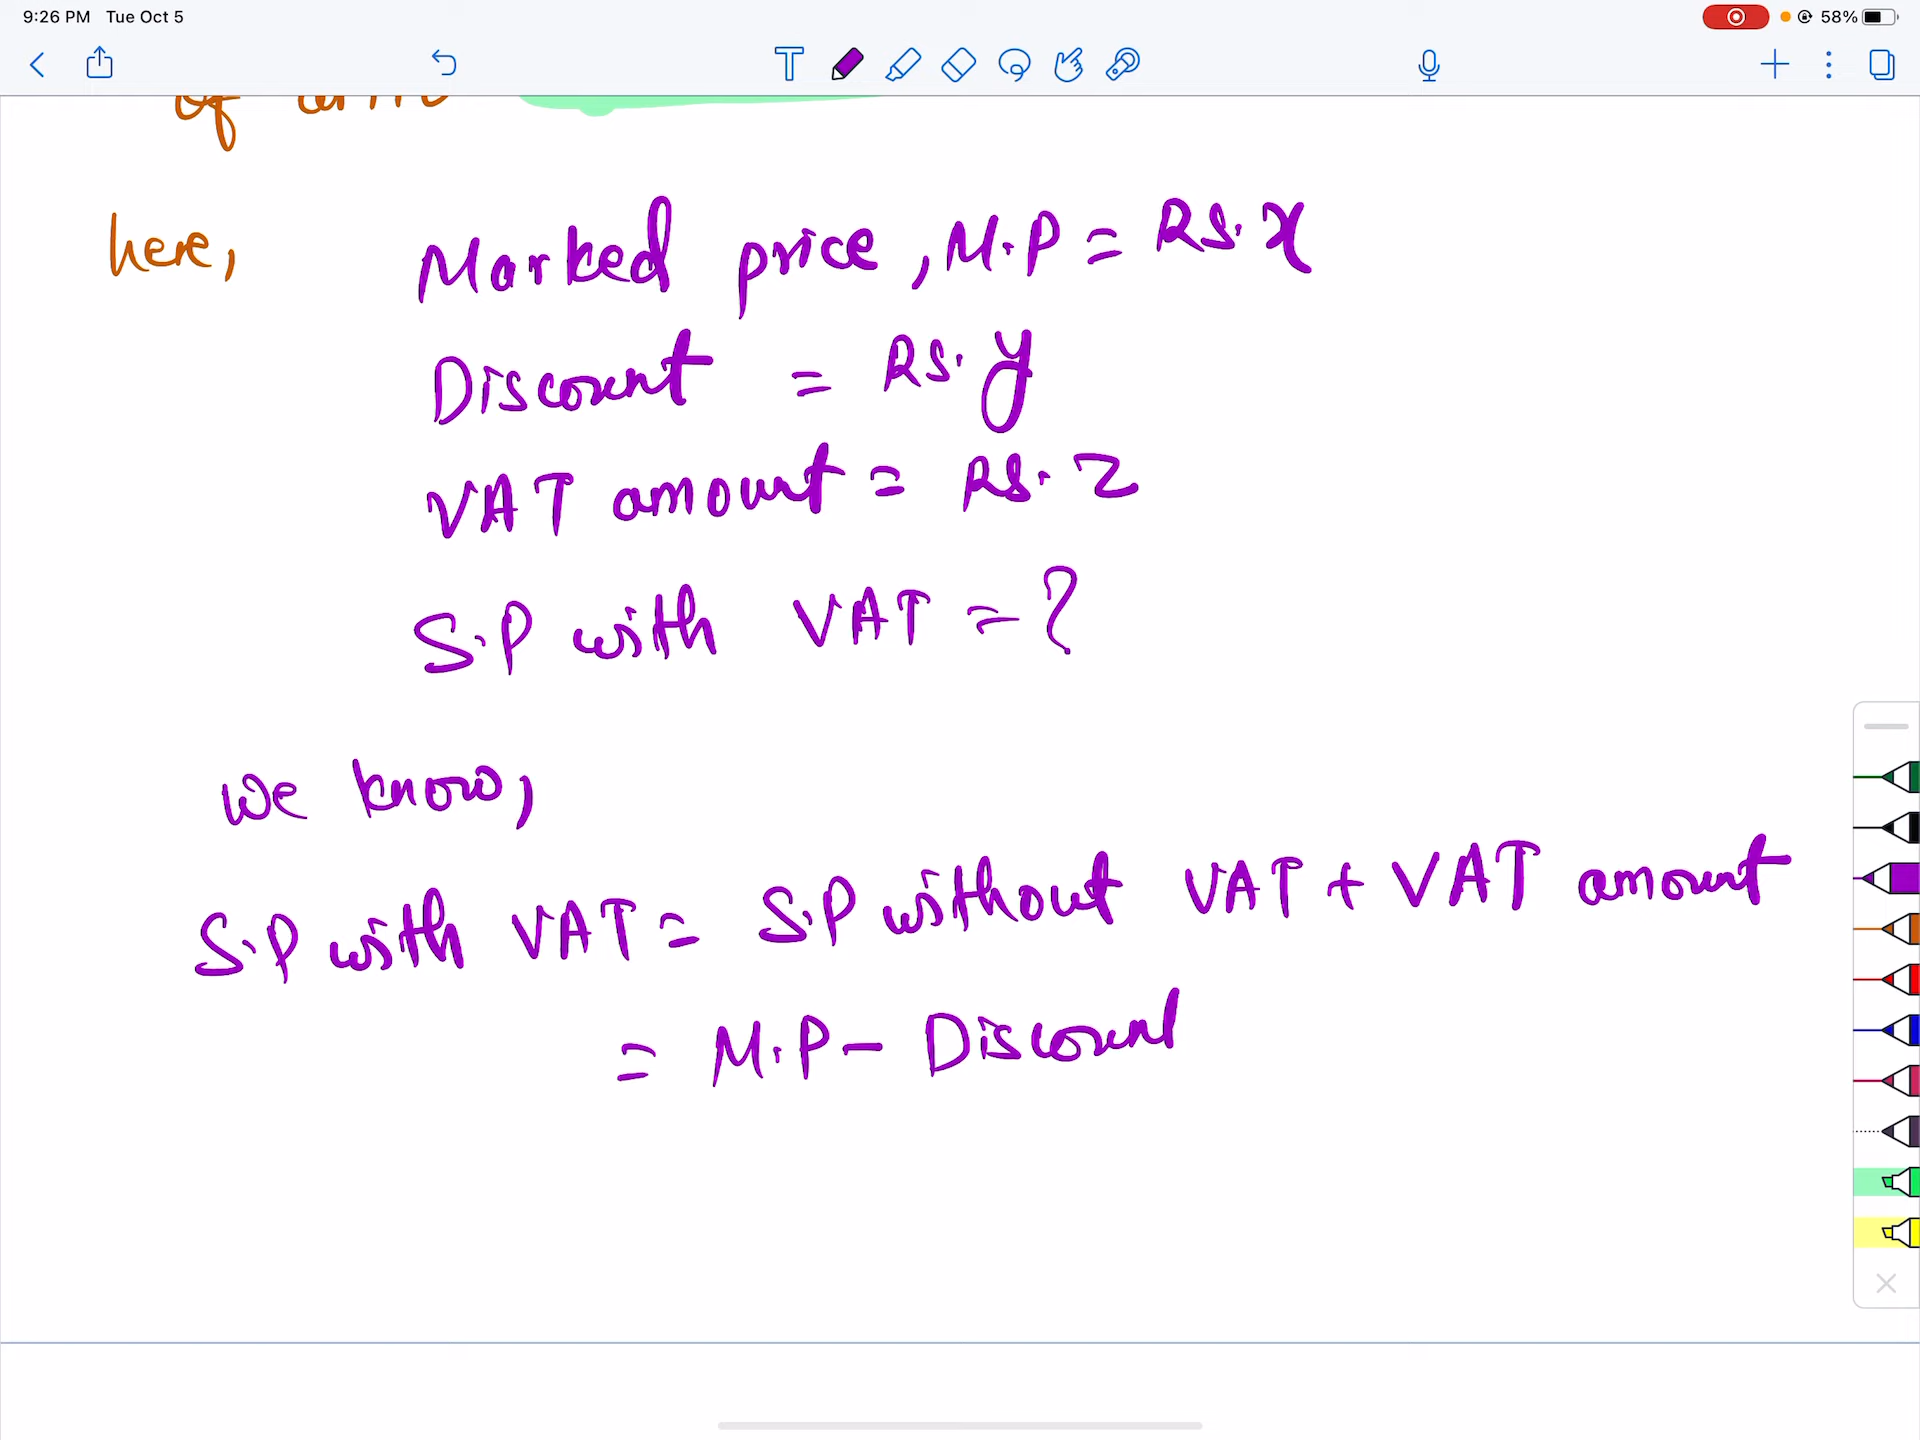 9:26 PM Tue Oct 5 58%
of
here, Marked price, M.P = RS. x
Discount = RS. y
VAT amount = RS. z
S.P with VAT = ?
We know,
S.P with VAT = S.P without VAT + VAT amount
= M.P - Discount